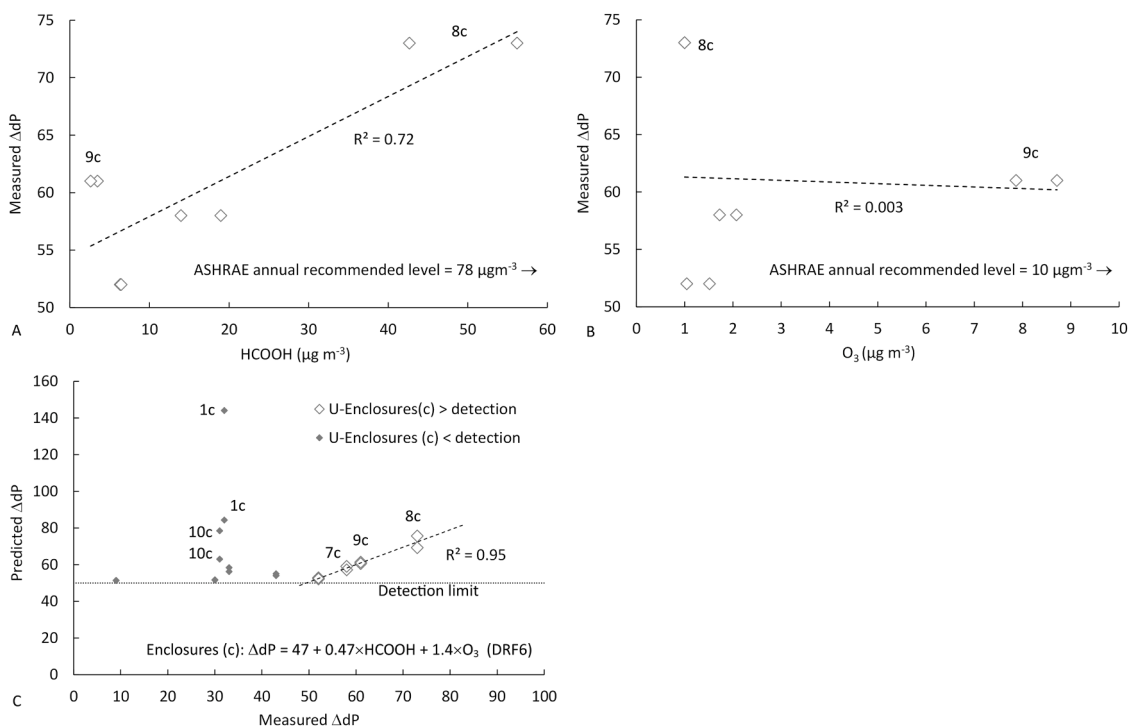 75
70
65
60
55
50
Measured ΔdP
8c
R² = 0.72
9c
ASHRAE annual recommended level = 78 µgm⁻³ →
0 10 20 30 40 50 60
A
HCOOH (µg m⁻³)
75
70
65
60
55
50
Measured ΔdP
8c
9c
R² = 0.003
ASHRAE annual recommended level = 10 µgm⁻³ →
0 1 2 3 4 5 6 7 8 9 10
B
O₃ (µg m⁻³)
160
140
120
100
80
60
40
20
0
Predicted ΔdP
U-Enclosures(c) > detection
U-Enclosures (c) < detection
1c
1c
10c
10c
7c
9c
8c
R² = 0.95
Detection limit
Enclosures (c): ΔdP = 47 + 0.47×HCOOH + 1.4×O₃ (DRF6)
0 10 20 30 40 50 60 70 80 90 100
C
Measured ΔdP